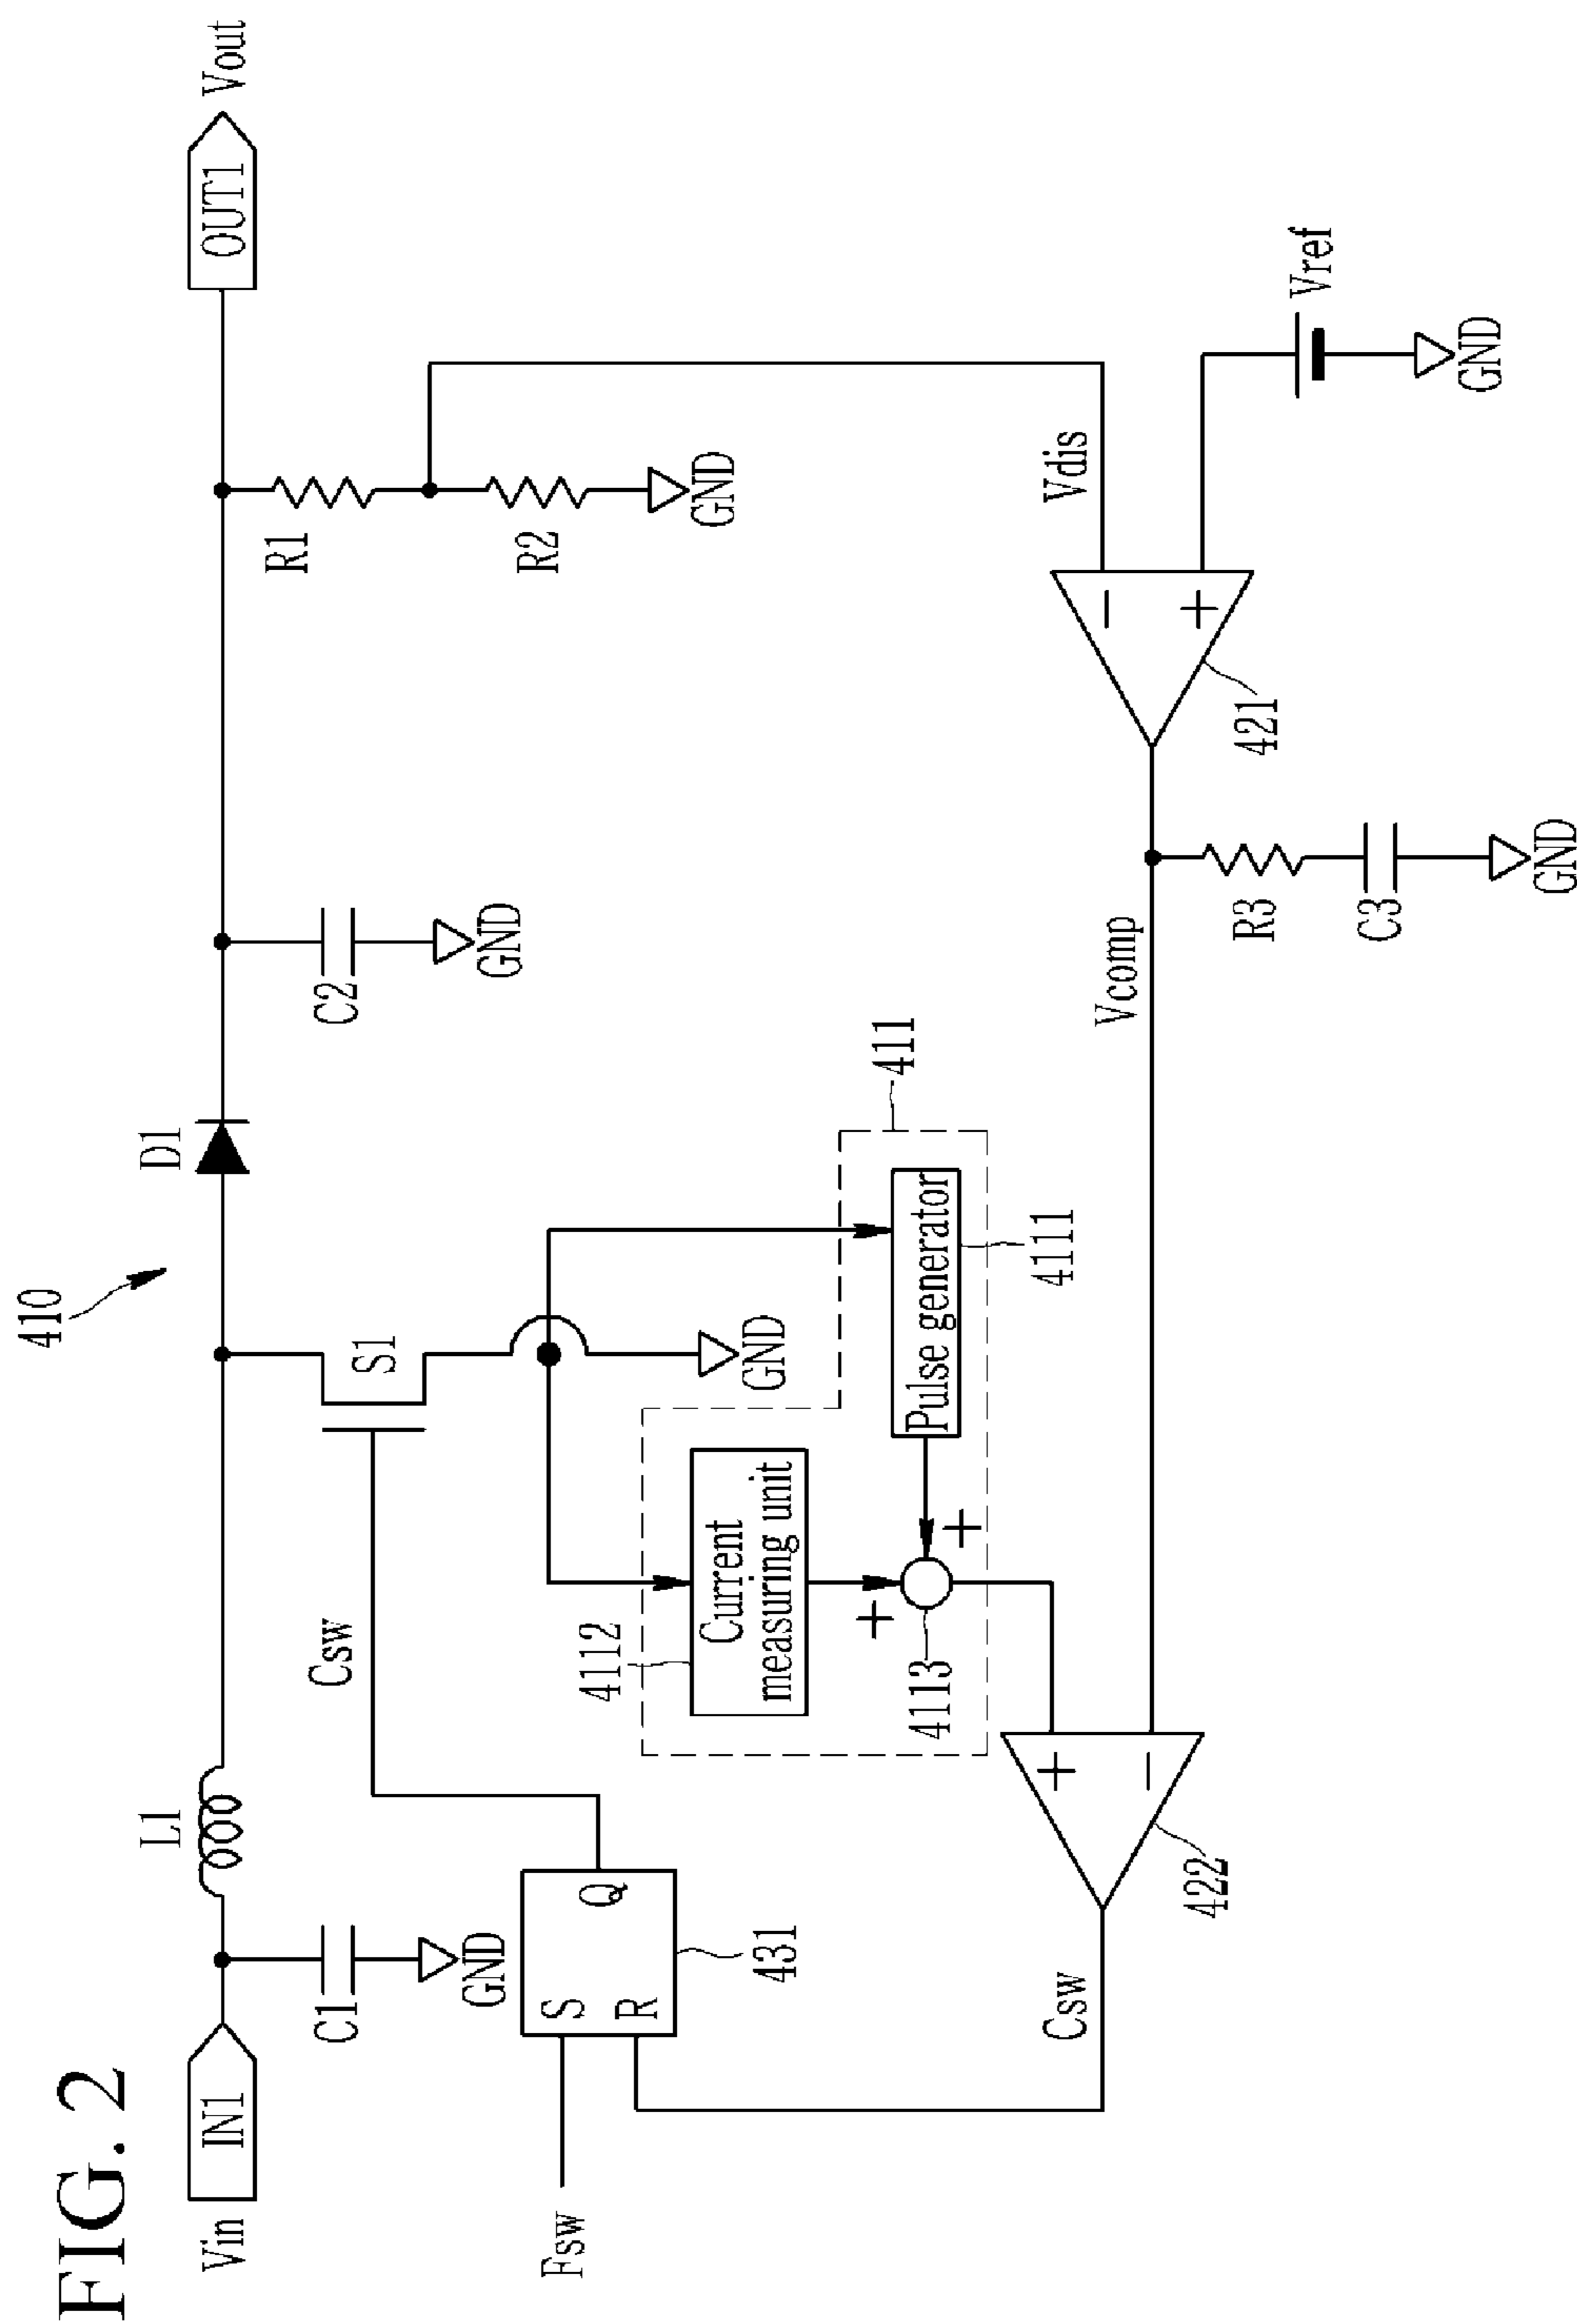 FIG. 2
410
Vin
IN1
L1
D1
OUT1
Vout
C1
GND
Csw
S1
C2
GND
R1
R2
GND
Fsw
S
R
Q
431
GND
4112
Current
measuring unit
411
Pulse generator
4111
+
+
4113
Vdis
Vcomp
Csw
+
−
422
−
+
421
R3
C3
GND
Vref
GND